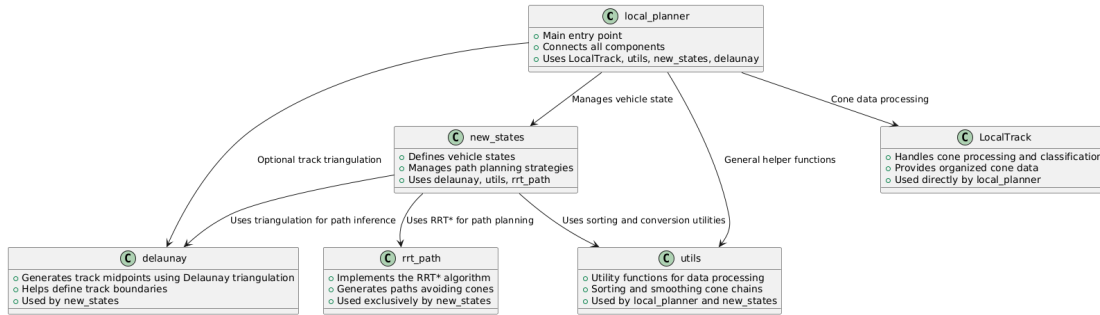 C local_planner
Main entry point
Connects all components
Uses LocalTrack, utils, new_states, delaunay
Manages vehicle state
Cone data processing
C new_states
Defines vehicle states
Manages path planning strategies
Uses delaunay, utils, rrt_path
Optional track triangulation
General helper functions
C LocalTrack
Handles cone processing and classification
Provides organized cone data
Used directly by local_planner
Uses triangulation for path inference
Uses RRT* for path planning
Uses sorting and conversion utilities
C delaunay
Generates track midpoints using Delaunay triangulation
Helps define track boundaries
Used by new_states
C rrt_path
Implements the RRT* algorithm
Generates paths avoiding cones
Used exclusively by new_states
C utils
Utility functions for data processing
Sorting and smoothing cone chains
Used by local_planner and new_states